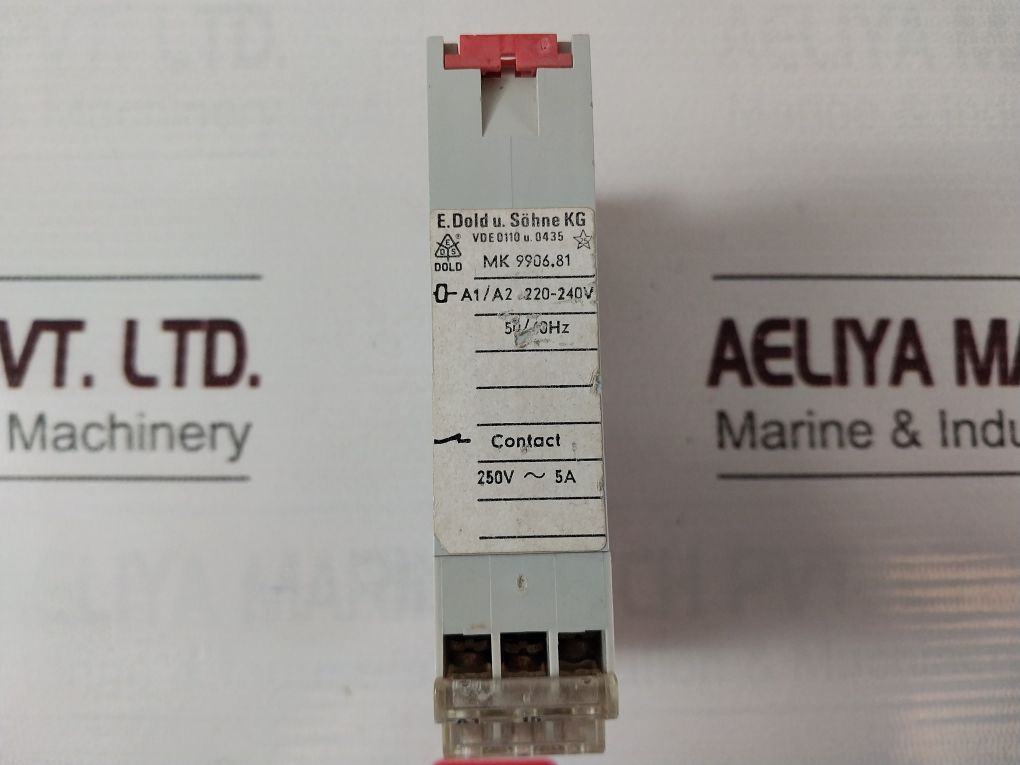 E. Dold u. Söhne KG
VDE 0110 u. 0435
E
D S
®
25
DOLD
MK 9906.81
A1/A2 220-240V
Contact
250V ~ 5A
VT. LTD.
Machinery
AELIYA MA
Marine & Indu